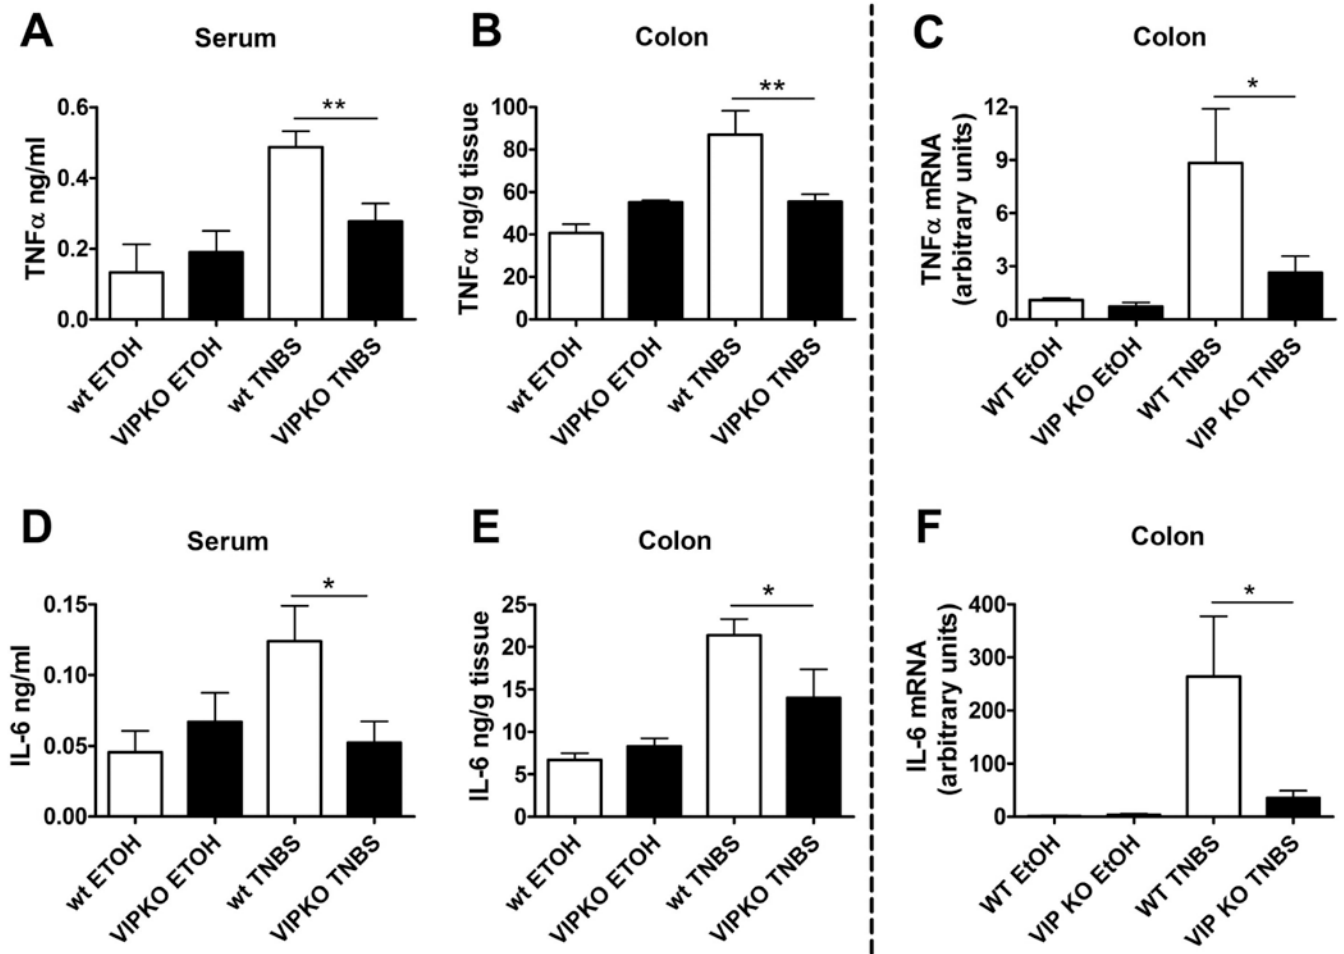 A
Serum
TNFα ng/ml
0.6
0.4
0.2
0.0
**
wt ETOH
VIPKO ETOH
wt TNBS
VIPKO TNBS
B
Colon
TNFα ng/g tissue
100
80
60
40
20
0
**
wt ETOH
VIPKO ETOH
wt TNBS
VIPKO TNBS
C
Colon
TNFα mRNA
(arbitrary units)
12
9
6
3
0
*
WT EtOH
VIP KO EtOH
WT TNBS
VIP KO TNBS
D
Serum
IL-6 ng/ml
0.15
0.10
0.05
0.00
*
wt ETOH
VIPKO ETOH
wt TNBS
VIPKO TNBS
E
Colon
IL-6 ng/g tissue
25
20
15
10
5
0
*
wt ETOH
VIPKO ETOH
wt TNBS
VIPKO TNBS
F
Colon
IL-6 mRNA
(arbitrary units)
400
300
200
100
0
*
WT EtOH
VIP KO EtOH
WT TNBS
VIP KO TNBS